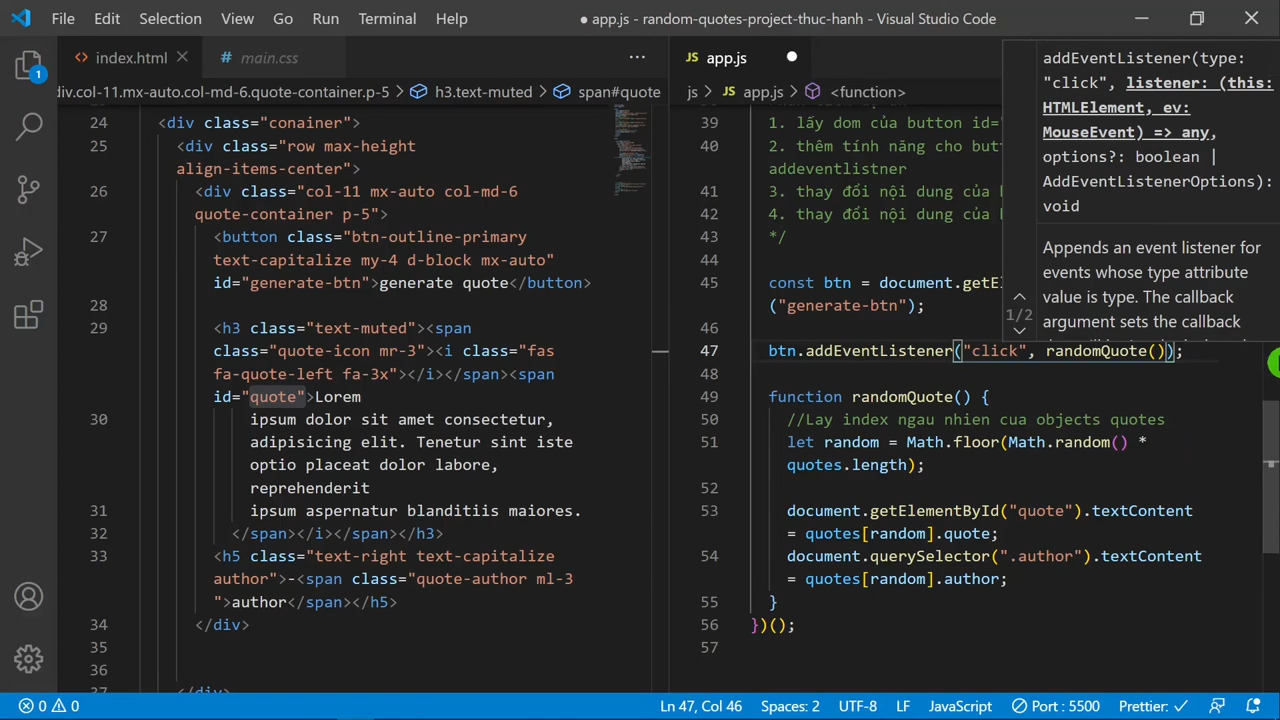 File Edit Selection View Go Run Terminal Help ● app.js - random-quotes-project-thuc-hanh - Visual Studio Code
index.html
# main.css
JS app.js
div.col-11.mx-auto.col-md-6.quote-container.p-5 > h3.text-muted > span#quote
js > JS app.js > <function>
24 <div class="conainer">
25 <div class="row max-height
align-items-center">
26 <div class="col-11 mx-auto col-md-6
quote-container p-5">
27 <button class="btn-outline-primary
text-capitalize my-4 d-block mx-auto"
id="generate-btn">generate quote</button>
28
29 <h3 class="text-muted"><span
class="quote-icon mr-3"><i class="fas
fa-quote-left fa-3x"></i></span><span
id="quote">Lorem
30 ipsum dolor sit amet consectetur,
adipisicing elit. Tenetur sint iste
optio placeat dolor labore,
reprehenderit
31 ipsum aspernatur blanditiis maiores.
32 </span></i></span></h3>
33 <h5 class="text-right text-capitalize
author">-<span class="quote-author ml-3
">author</span></h5>
34 </div>
35
36
39 1. lấy dom của button id="
40 2. thêm tính năng cho butt
addeventlistner
41 3. thay đổi nội dung của
42 4. thay đổi nội dung của
43 */
44
45 const btn = document.getE
("generate-btn");
46
47 btn.addEventListener("click", randomQuote());
48
49 function randomQuote() {
50 //Lay index ngau nhien cua objects quotes
51 let random = Math.floor(Math.random() *
quotes.length);
52
53 document.getElementById("quote").textContent
= quotes[random].quote;
54 document.querySelector(".author").textContent
= quotes[random].author;
55 }
56 })();
57
addEventListener(type:
"click", listener: (this:
HTMLElement, ev:
MouseEvent) => any,
options?: boolean |
AddEventListenerOptions):
void
Appends an event listener for
events whose type attribute
value is type. The callback
argument sets the callback
1/2
1
0 0 Ln 47, Col 46 Spaces: 2 UTF-8 LF JavaScript Port : 5500 Prettier: ✓